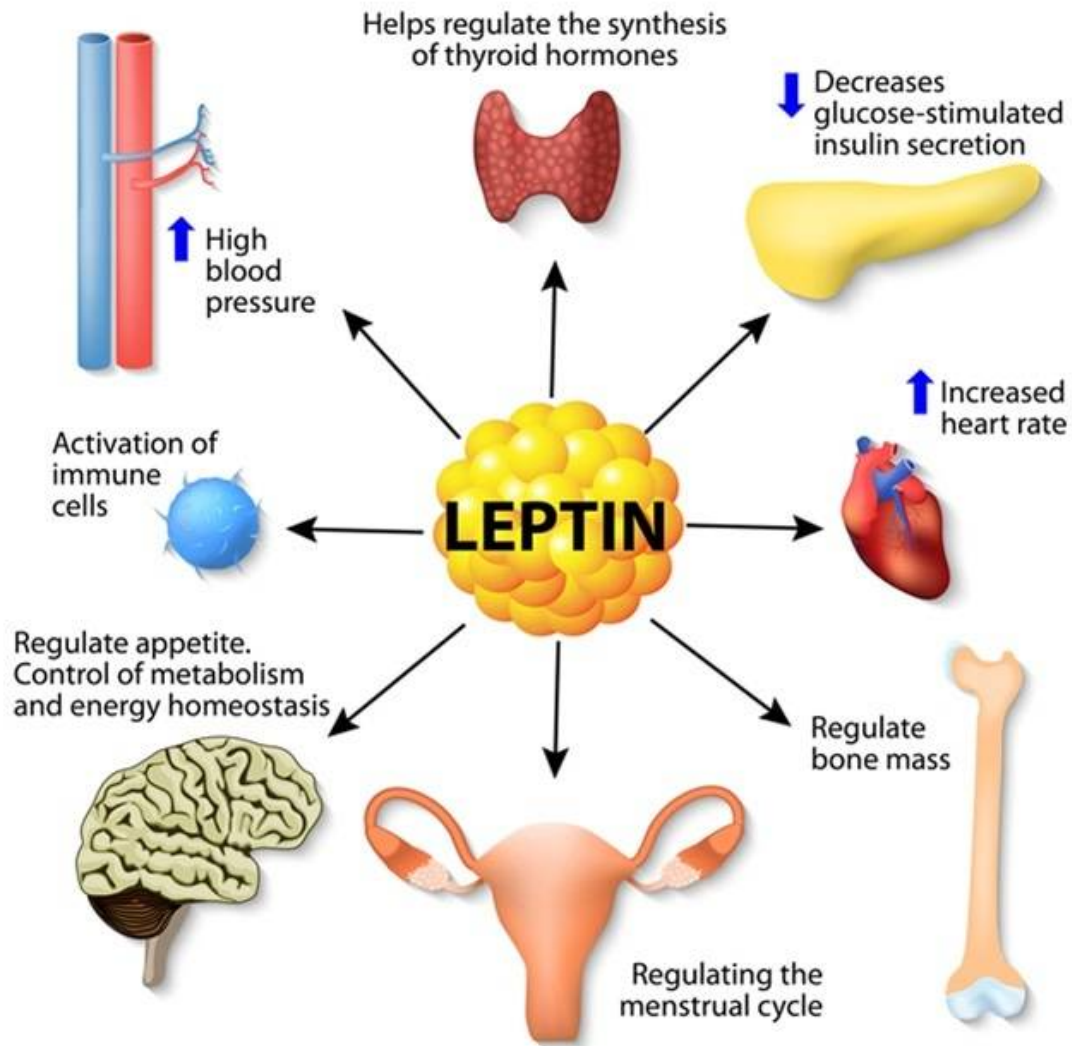 Helps regulate the synthesis
of thyroid hormones
Decreases
glucose-stimulated
insulin secretion
High
blood
pressure
Increased
heart rate
Activation of
immune
cells
LEPTIN
Regulate appetite.
Control of metabolism
and energy homeostasis
Regulate
bone mass
Regulating the
menstrual cycle